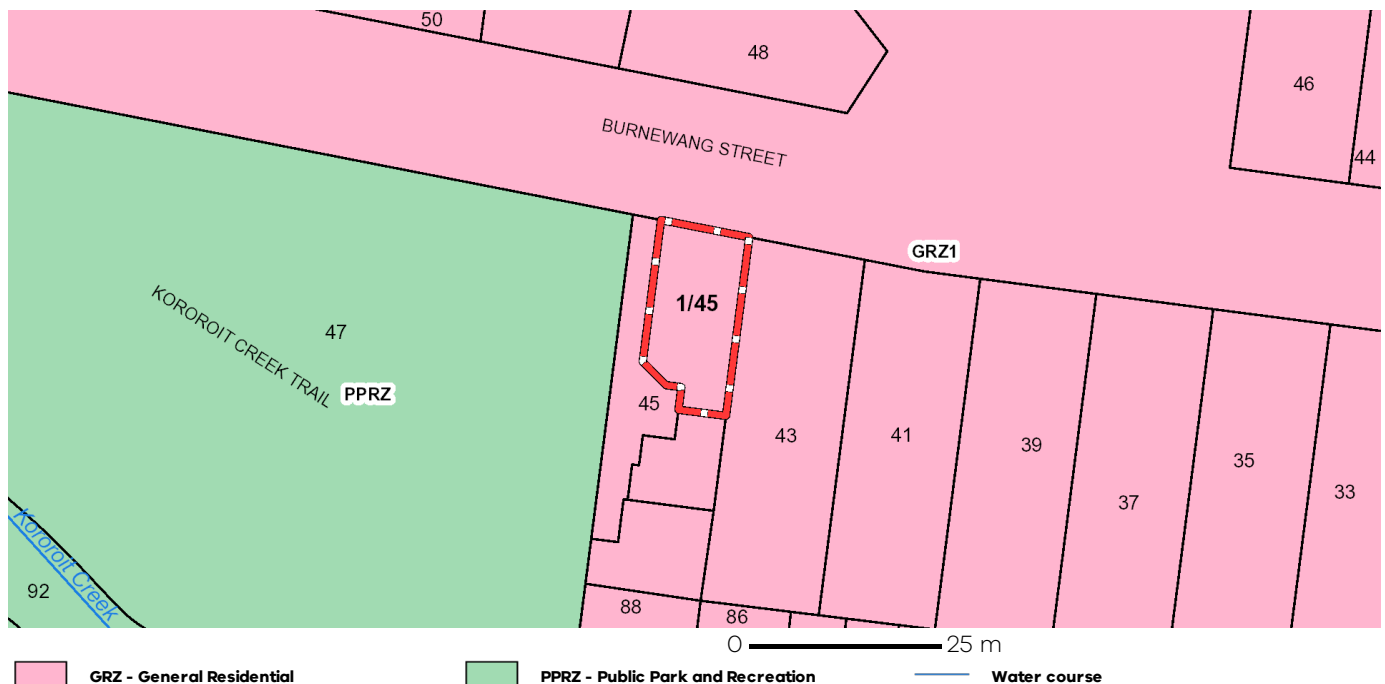 50
48
46
44
BURNEWANG STREET
GRZ1
1/45
47
KOROROIT CREEK TRAIL
PPRZ
45
43
41
39
37
35
33
Kororoit Creek
92
88
86
0 25 m
GRZ - General Residential
PPRZ - Public Park and Recreation
Water course